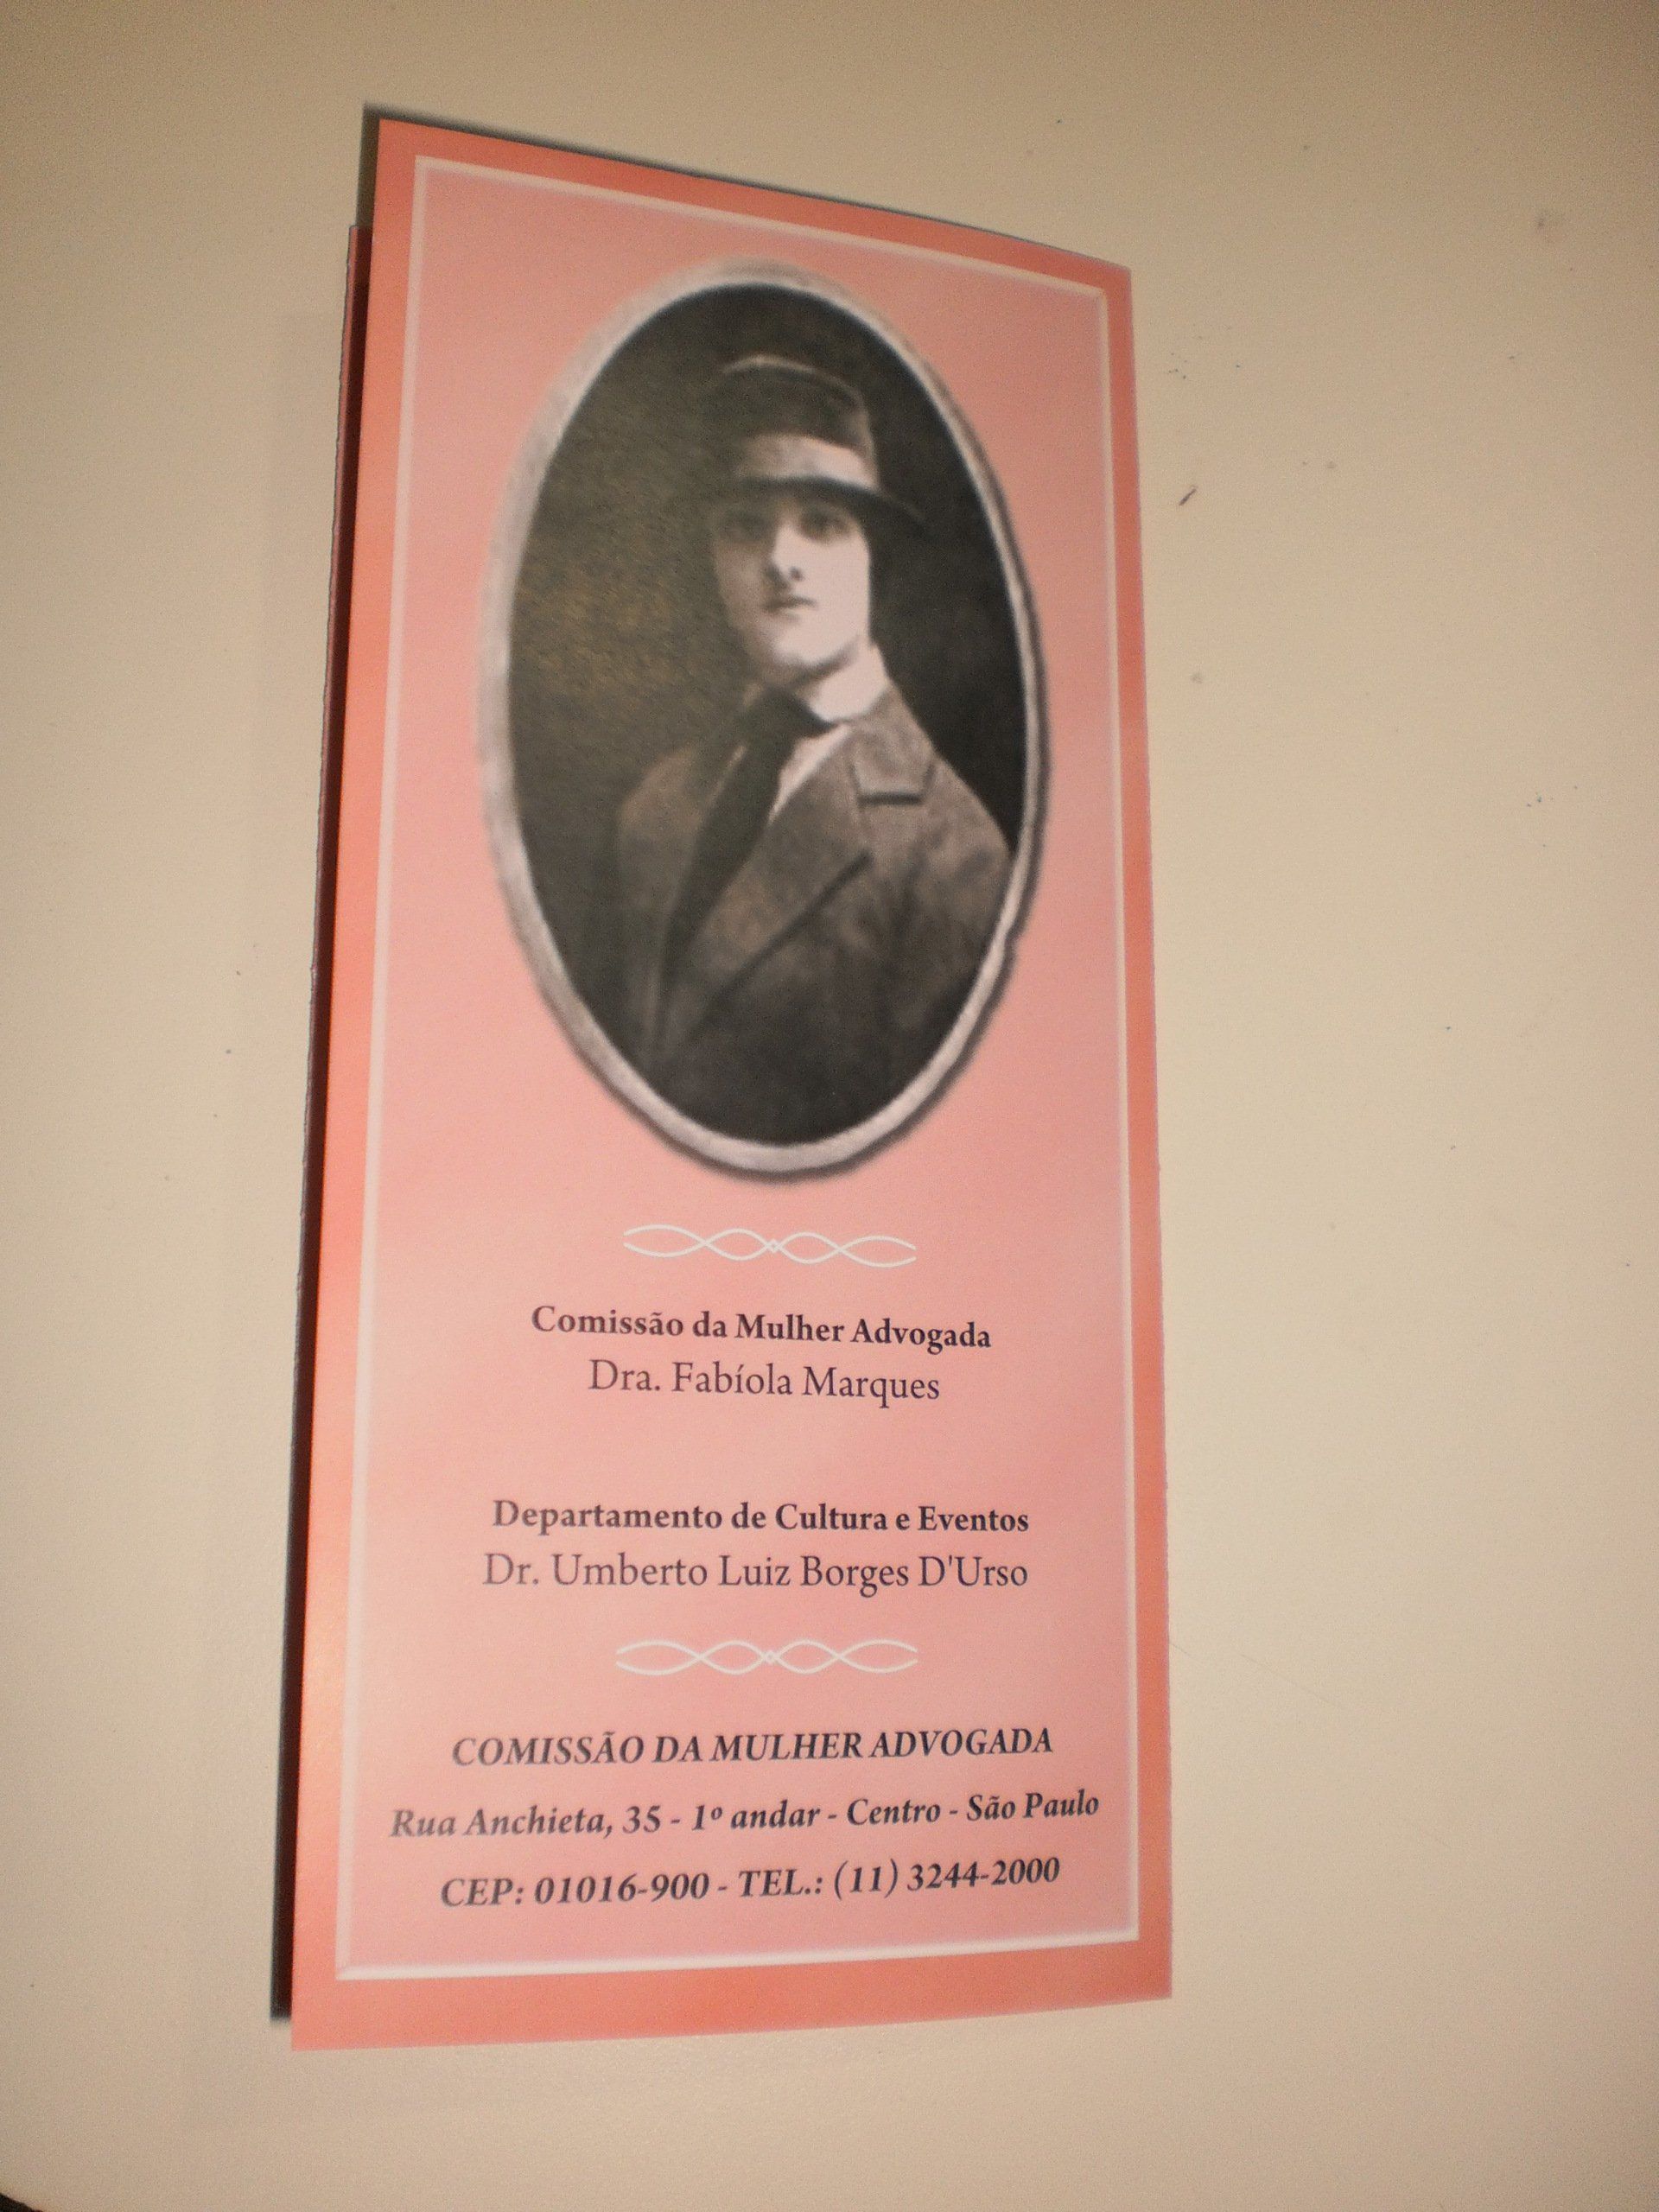 Comissão da Mulher Advogada
Dra. Fabíola Marques
Departamento de Cultura e Eventos
Dr. Umberto Luiz Borges D'Urso
COMISSÃO DA MULHER ADVOGADA
Rua Anchieta, 35 - 1º andar - Centro - São Paulo
CEP: 01016-900 - TEL.: (11) 3244-2000